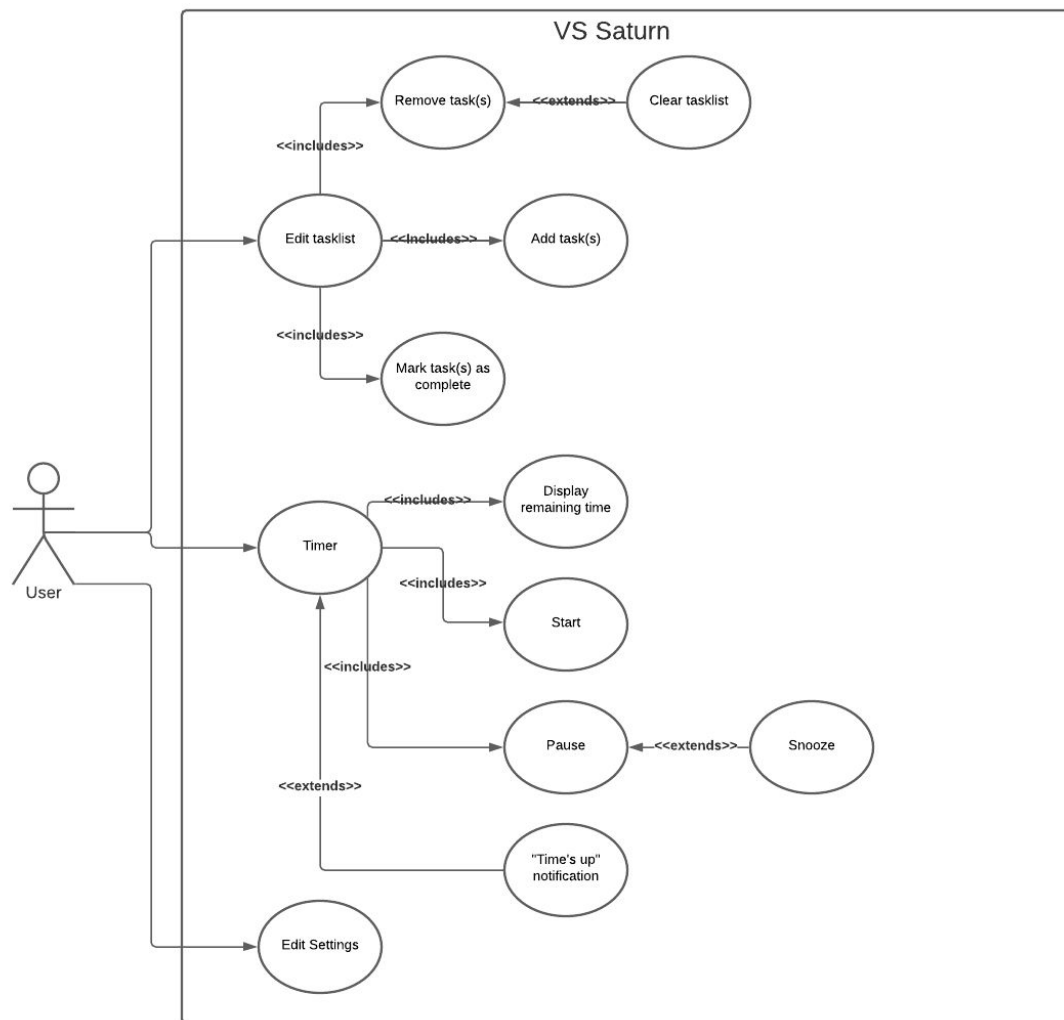 VS Saturn
Remove task(s)
<<extends>>
Clear tasklist
<<includes>>
Edit tasklist
<<Includes>>
Add task(s)
<<includes>>
Mark task(s) as
complete
User
Timer
<<includes>>
Display
remaining time
<<includes>>
Start
<<includes>>
Pause
<<extends>>
Snooze
<<extends>>
"Time's up"
notification
Edit Settings